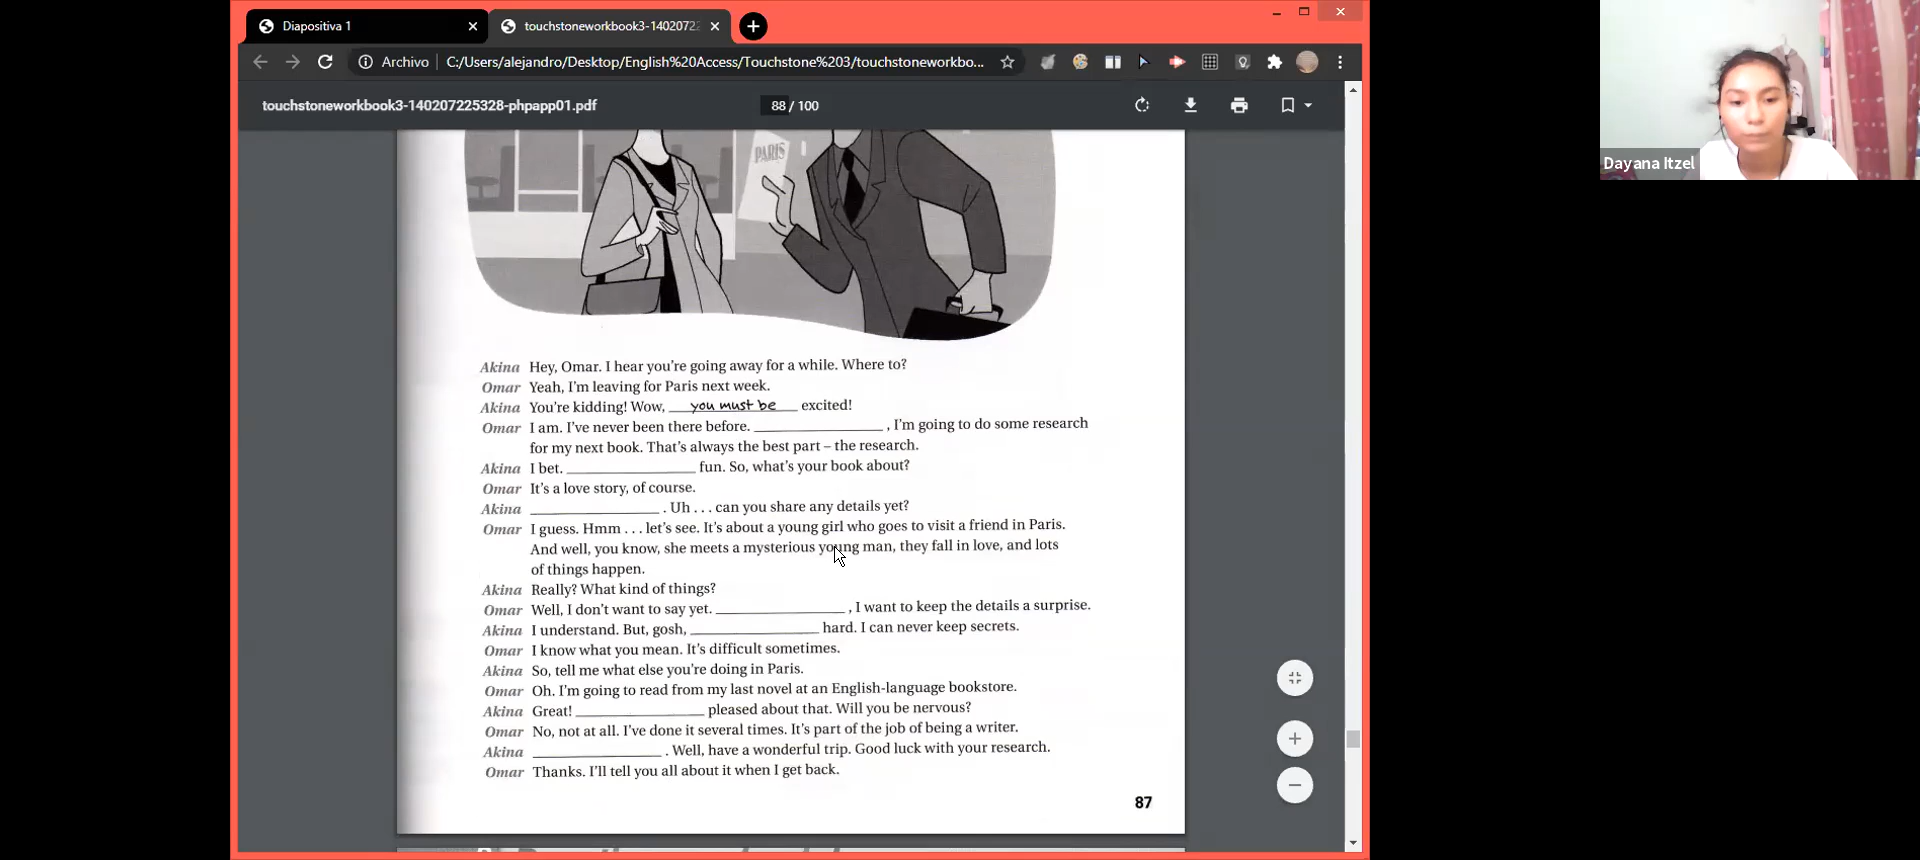 Diapositiva 1
touchstoneworkbook3-1402072
Archivo C:/Users/alejandro/Desktop/English%20Access/Touchstone%203/touchstoneworkbo...
touchstoneworkbook3-140207225328-phpapp01.pdf
88 / 100
Dayana Itzel
PARIS
Akina Hey, Omar. I hear you're going away for a while. Where to?
Omar Yeah, I'm leaving for Paris next week.
Akina You're kidding! Wow, you must be excited!
Omar I am. I've never been there before. ______________ , I'm going to do some research
for my next book. That's always the best part – the research.
Akina I bet. ______________ fun. So, what's your book about?
Omar It's a love story, of course.
Akina ______________ . Uh . . . can you share any details yet?
Omar I guess. Hmm . . . let's see. It's about a young girl who goes to visit a friend in Paris.
And well, you know, she meets a mysterious young man, they fall in love, and lots
of things happen.
Akina Really? What kind of things?
Omar Well, I don't want to say yet. ______________ , I want to keep the details a surprise.
Akina I understand. But, gosh, ______________ hard. I can never keep secrets.
Omar I know what you mean. It's difficult sometimes.
Akina So, tell me what else you're doing in Paris.
Omar Oh. I'm going to read from my last novel at an English-language bookstore.
Akina Great! ______________ pleased about that. Will you be nervous?
Omar No, not at all. I've done it several times. It's part of the job of being a writer.
Akina ______________ . Well, have a wonderful trip. Good luck with your research.
Omar Thanks. I'll tell you all about it when I get back.
87